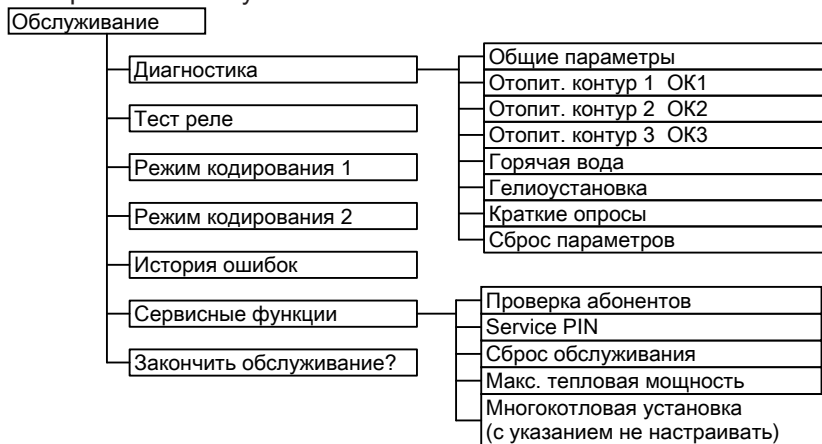 Обслуживание
Диагностика
Общие параметры
Отопит. контур 1 ОК1
Отопит. контур 2 ОК2
Отопит. контур 3 ОК3
Горячая вода
Гелиоустановка
Краткие опросы
Сброс параметров
Тест реле
Режим кодирования 1
Режим кодирования 2
История ошибок
Сервисные функции
Проверка абонентов
Service PIN
Сброс обслуживания
Макс. тепловая мощность
Многокотловая установка
(с указанием не настраивать)
Закончить обслуживание?